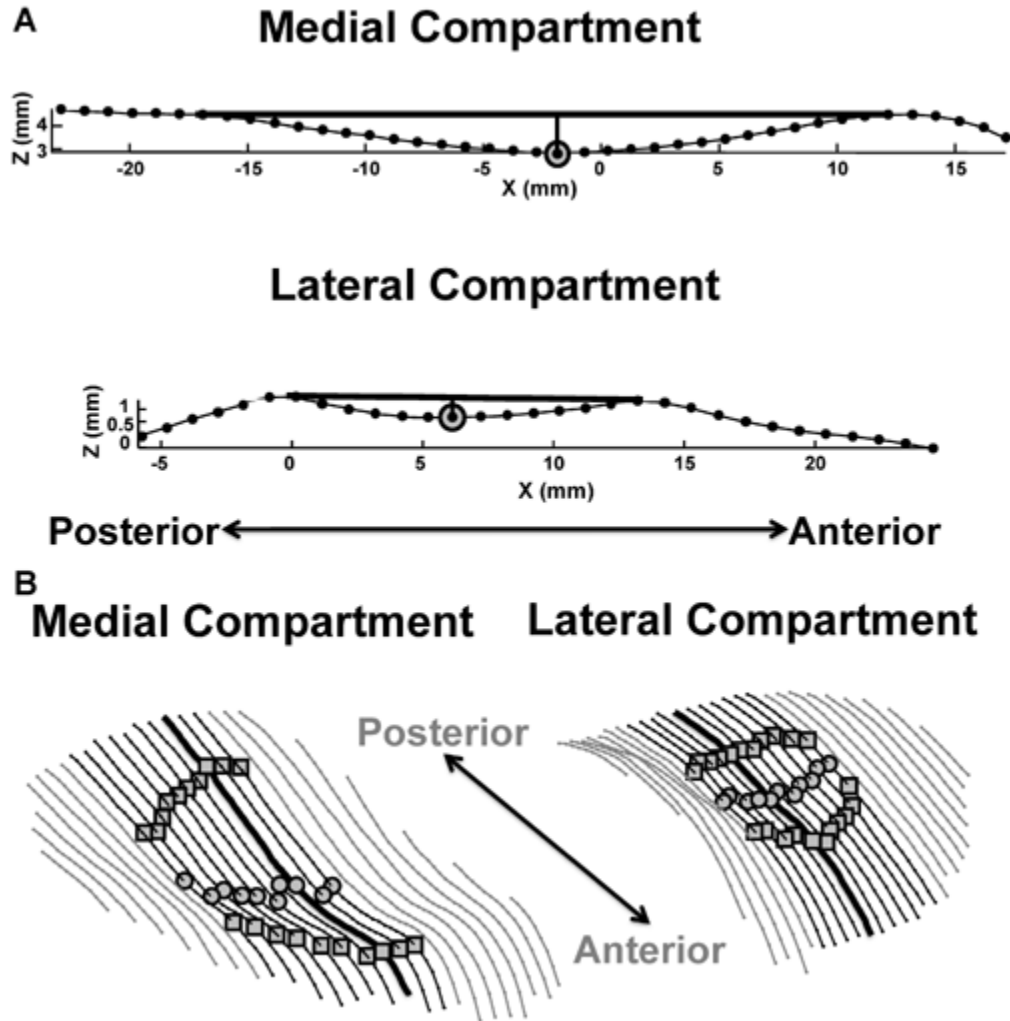 A
Medial Compartment
Z (mm)
4
3
-20 -15 -10 -5 0 5 10 15
X (mm)
Lateral Compartment
Z (mm)
1
0.5
0
-5 0 5 10 15 20
X (mm)
Posterior Anterior
B
Medial Compartment Lateral Compartment
Posterior
Anterior